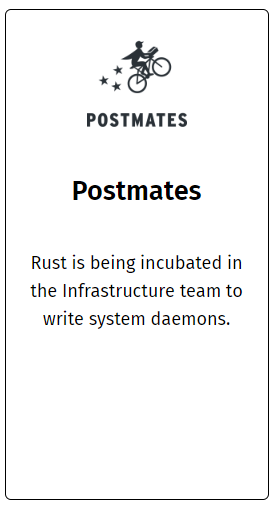 POSTMATES
Postmates
Rust is being incubated in
the Infrastructure team to
write system daemons.